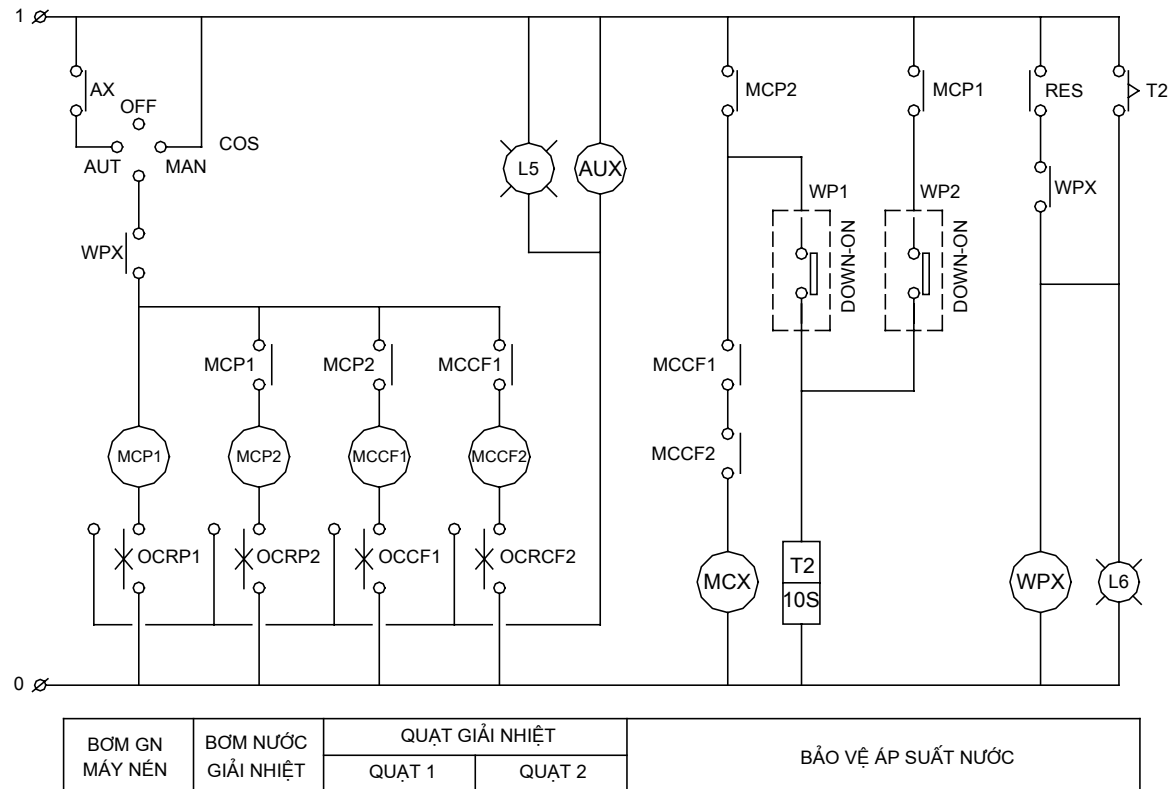 1
AX
OFF
AUT
MAN
COS
WPX
MCP1
MCP2
MCCF1
MCP1
MCP2
MCCF1
MCCF2
OCRP1
OCRP2
OCCF1
OCRCF2
L5
AUX
MCP2
MCP1
WP1
WP2
DOWN-ON
DOWN-ON
MCCF1
MCCF2
MCX
T2
10S
RES
T2
WPX
WPX
L6
0
BƠM GN
MÁY NÉN
BƠM NƯỚC
GIẢI NHIỆT
QUẠT GIẢI NHIỆT
QUẠT 1
QUẠT 2
BẢO VỆ ÁP SUẤT NƯỚC